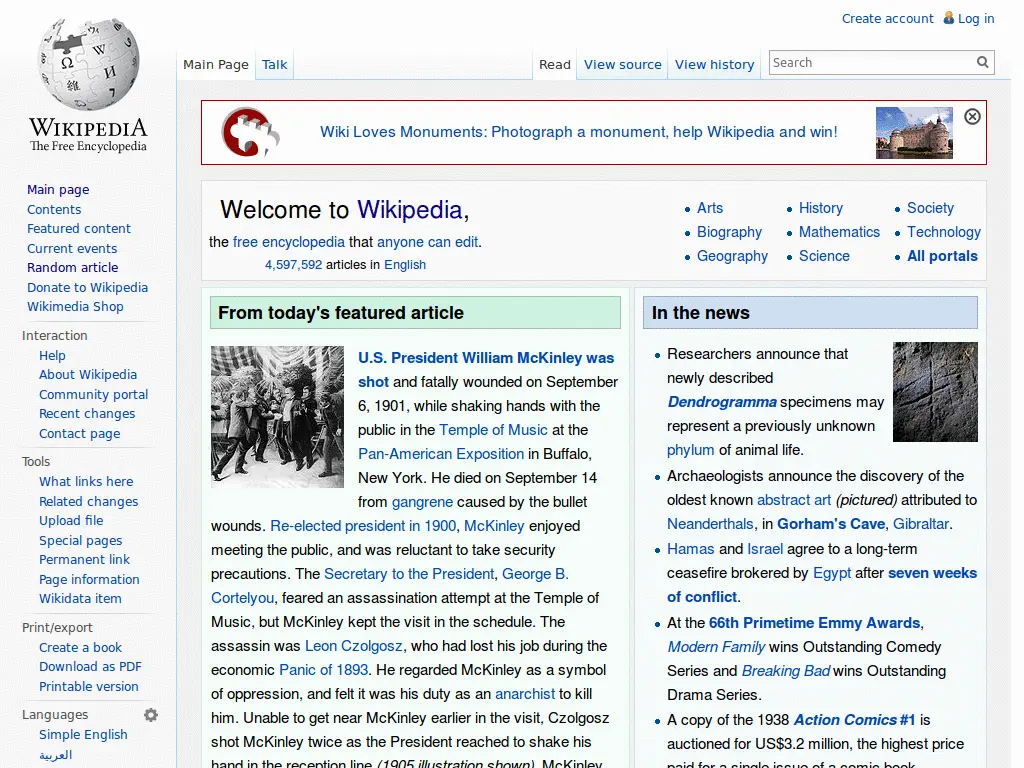 Create account Log in
Main Page Talk Read View source View history Search
WIKIPEDIA
The Free Encyclopedia
Main page
Contents
Featured content
Current events
Random article
Donate to Wikipedia
Wikimedia Shop
Interaction
Help
About Wikipedia
Community portal
Recent changes
Contact page
Tools
What links here
Related changes
Upload file
Special pages
Permanent link
Page information
Wikidata item
Print/export
Create a book
Download as PDF
Printable version
Languages
Simple English
العربية
Wiki Loves Monuments: Photograph a monument, help Wikipedia and win!
Welcome to Wikipedia,
the free encyclopedia that anyone can edit.
4,597,592 articles in English
Arts
Biography
Geography
History
Mathematics
Science
Society
Technology
All portals
From today's featured article
U.S. President William McKinley was
shot and fatally wounded on September
6, 1901, while shaking hands with the
public in the Temple of Music at the
Pan-American Exposition in Buffalo,
New York. He died on September 14
from gangrene caused by the bullet
wounds. Re-elected president in 1900, McKinley enjoyed
meeting the public, and was reluctant to take security
precautions. The Secretary to the President, George B.
Cortelyou, feared an assassination attempt at the Temple of
Music, but McKinley kept the visit in the schedule. The
assassin was Leon Czolgosz, who had lost his job during the
economic Panic of 1893. He regarded McKinley as a symbol
of oppression, and felt it was his duty as an anarchist to kill
him. Unable to get near McKinley earlier in the visit, Czolgosz
shot McKinley twice as the President reached to shake his
hand in the reception line (1905 illustration shown). McKinley
In the news
Researchers announce that
newly described
Dendrogramma specimens may
represent a previously unknown
phylum of animal life.
Archaeologists announce the discovery of the
oldest known abstract art (pictured) attributed to
Neanderthals, in Gorham's Cave, Gibraltar.
Hamas and Israel agree to a long-term
ceasefire brokered by Egypt after seven weeks
of conflict.
At the 66th Primetime Emmy Awards,
Modern Family wins Outstanding Comedy
Series and Breaking Bad wins Outstanding
Drama Series.
A copy of the 1938 Action Comics #1 is
auctioned for US$3.2 million, the highest price
paid for a single issue of a comic book.